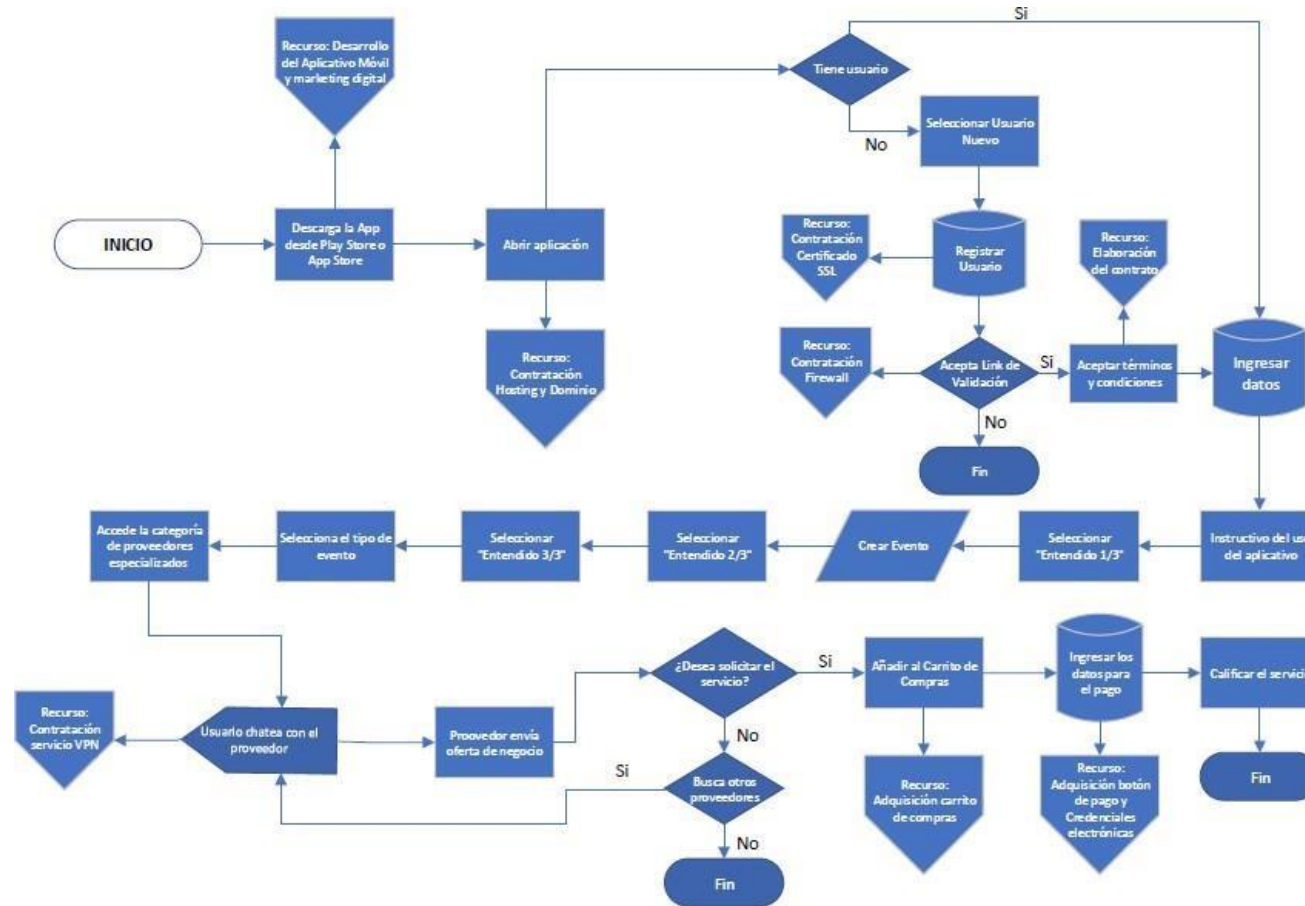 Si
Recurso: Desarrollo
del Aplicativo Móvil
y marketing digital
Tiene usuario
No
Seleccionar Usuario
Nuevo
INICIO
Descarga la App
desde Play Store o
App Store
Abrir aplicación
Recurso:
Contratación
Certificado
SSL
Registrar
Usuario
Recurso:
Elaboración
del contrato
Recurso:
Contratación
Hosting y Dominio
Recurso:
Contratación
Firewall
Acepta Link de
Validación
Si
Aceptar términos
y condiciones
Ingresar
datos
No
Fin
Accede la categoría
de proveedores
especializados
Selecciona el tipo de
evento
Seleccionar
"Entendido 3/3"
Seleccionar
"Entendido 2/3"
Crear Evento
Seleccionar
"Entendido 1/3"
Instructivo del uso
del aplicativo
¿Desea solicitar el
servicio?
Si
Añadir al Carrito de
Compras
Ingresar los
datos para
el pago
Calificar el servicio
Recurso:
Contratación
servicio VPN
Usuario chatea con el
proveedor
Proovedor envía
oferta de negocio
No
Si
Busca otros
proveedores
Recurso:
Adquisición carrito
de compras
Recurso:
Adquisición botón
de pago y
Credenciales
electrónicas
Fin
No
Fin